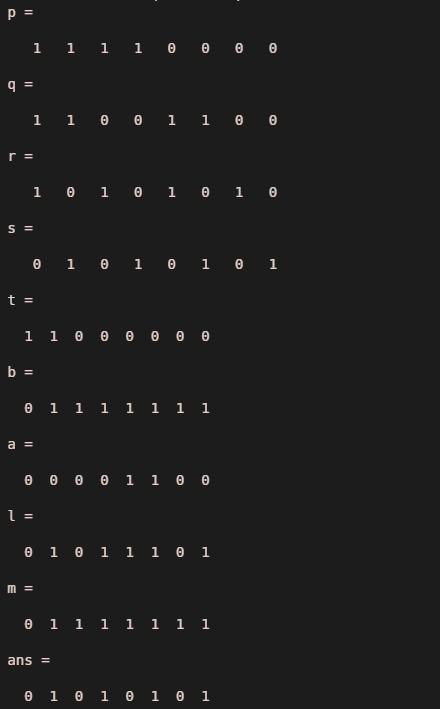 p =
1 1 1 1 0 0 0 0
q =
1 1 0 0 1 1 0 0
r =
1 0 1 0 1 0 1 0
s =
0 1 0 1 0 1 0 1
t =
1 1 0 0 0 0 0 0
b =
0 1 1 1 1 1 1 1
a =
0 0 0 0 1 1 0 0
l =
0 1 0 1 1 1 0 1
m =
0 1 1 1 1 1 1 1
ans =
0 1 0 1 0 1 0 1